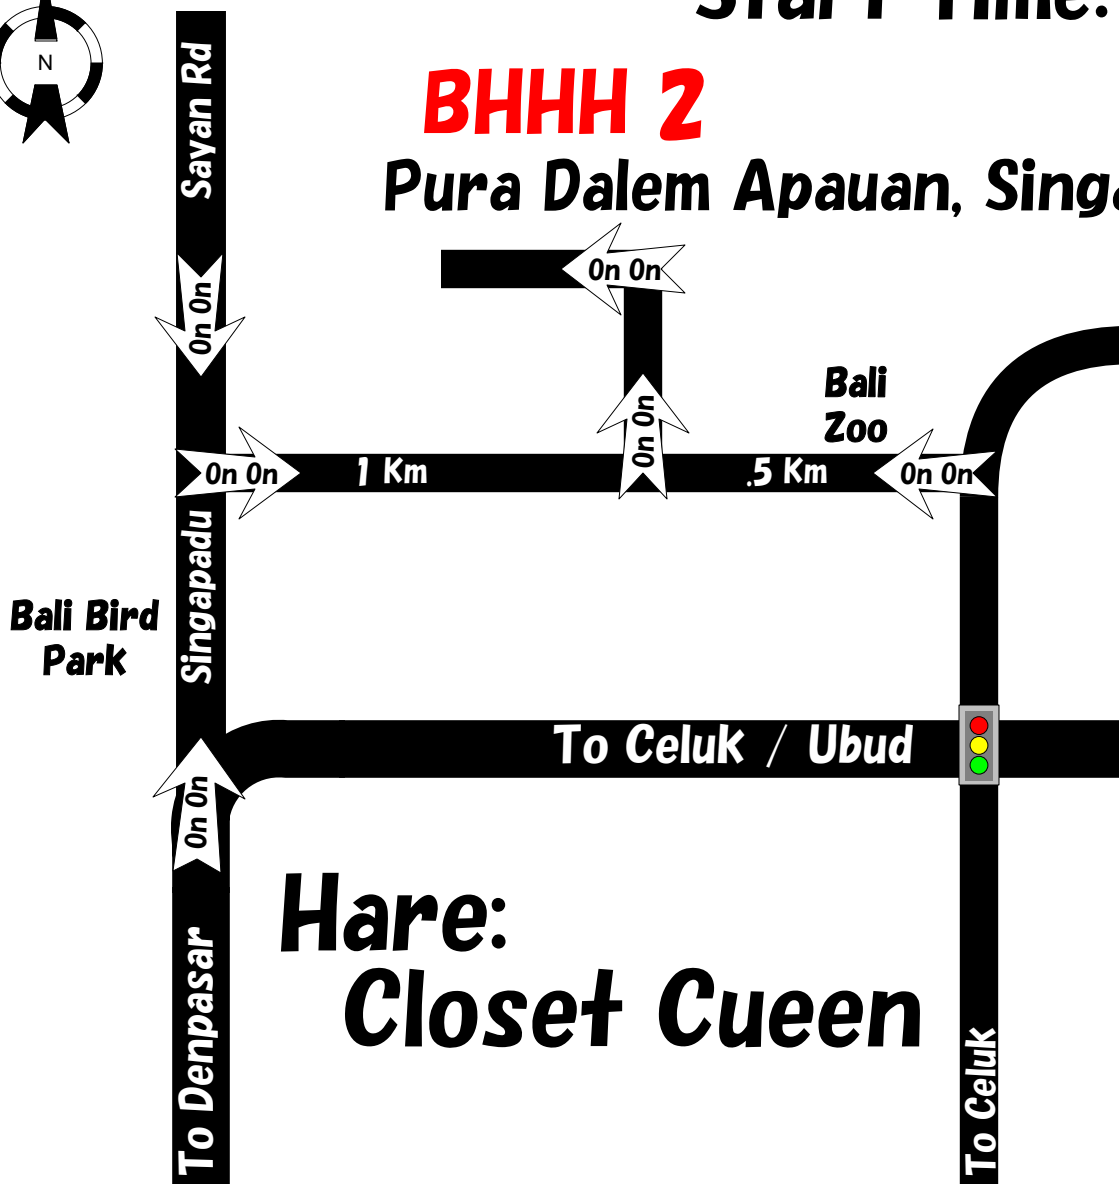 Start Time:
N
Sayan Rd
BHHH 2
Pura Dalem Apauan, Singa
On On
On On
Bali
Zoo
On On
On On
1 Km
.5 Km
On On
Singapadu
Bali Bird
Park
To Celuk / Ubud
On On
Hare:
Closet Cueen
To Denpasar
To Celuk